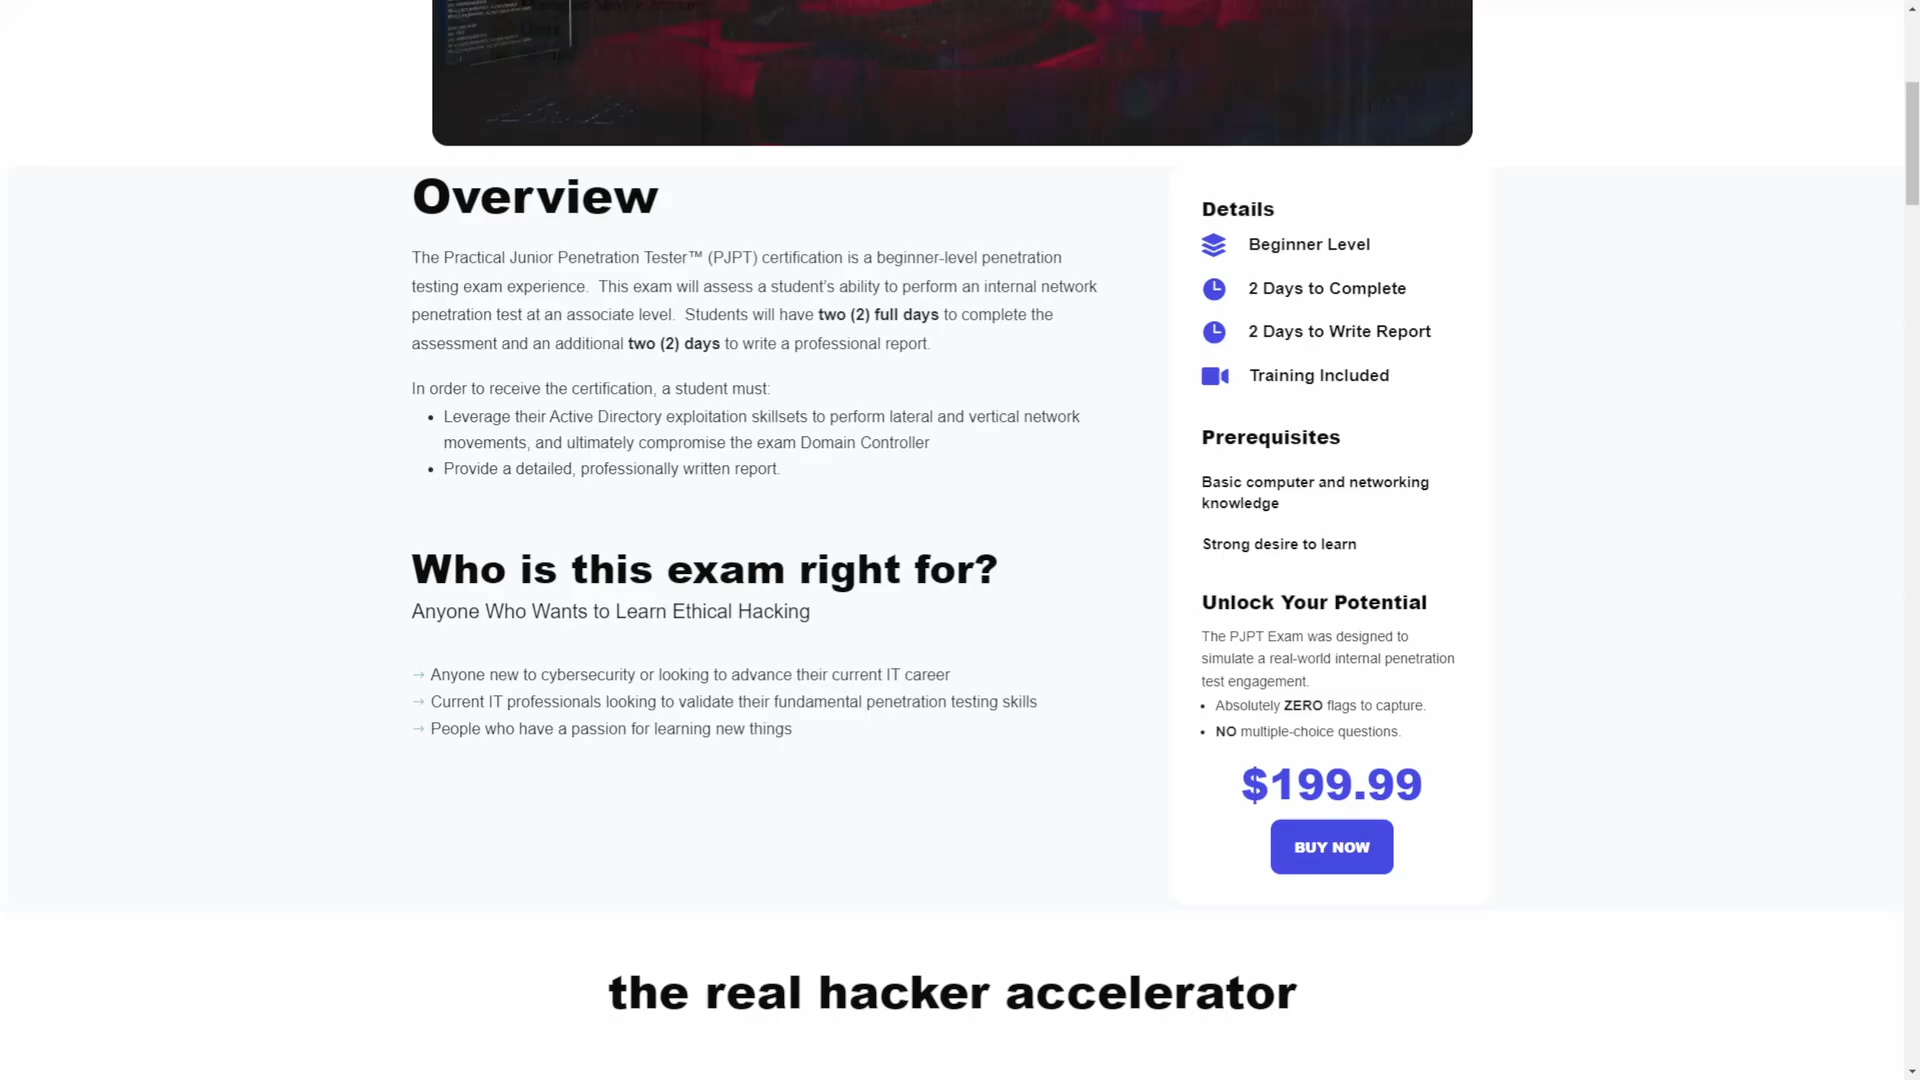 Overview
The Practical Junior Penetration Tester™ (PJPT) certification is a beginner-level penetration
testing exam experience.  This exam will assess a student’s ability to perform an internal network
penetration test at an associate level.  Students will have two (2) full days to complete the
assessment and an additional two (2) days to write a professional report.
In order to receive the certification, a student must:
• Leverage their Active Directory exploitation skillsets to perform lateral and vertical network
movements, and ultimately compromise the exam Domain Controller
• Provide a detailed, professionally written report.
Who is this exam right for?
Anyone Who Wants to Learn Ethical Hacking
→ Anyone new to cybersecurity or looking to advance their current IT career
→ Current IT professionals looking to validate their fundamental penetration testing skills
→ People who have a passion for learning new things
Details
Beginner Level
2 Days to Complete
2 Days to Write Report
Training Included
Prerequisites
Basic computer and networking
knowledge
Strong desire to learn
Unlock Your Potential
The PJPT Exam was designed to
simulate a real-world internal penetration
test engagement.
• Absolutely ZERO flags to capture.
• NO multiple-choice questions.
$199.99
BUY NOW
the real hacker accelerator